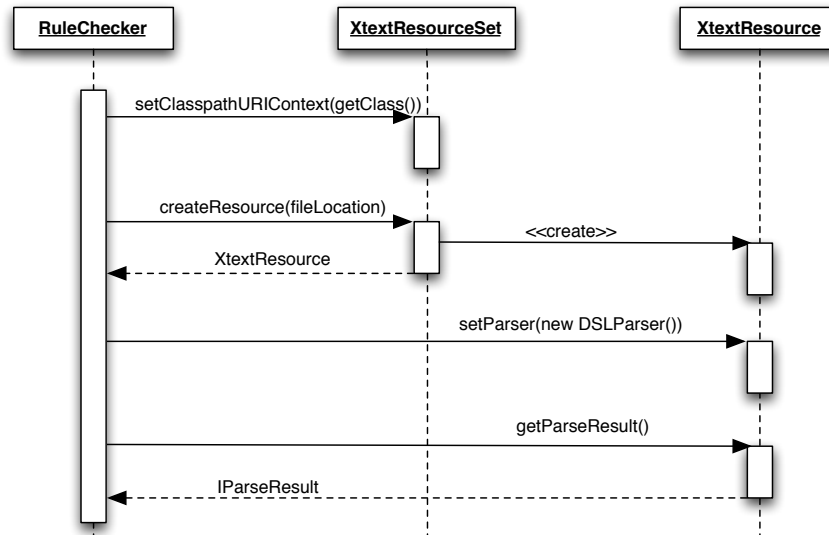 RuleChecker
XtextResourceSet
XtextResource
setClasspathURIContext(getClass())
createResource(fileLocation)
<<create>>
XtextResource
setParser(new DSLParser())
getParseResult()
IParseResult